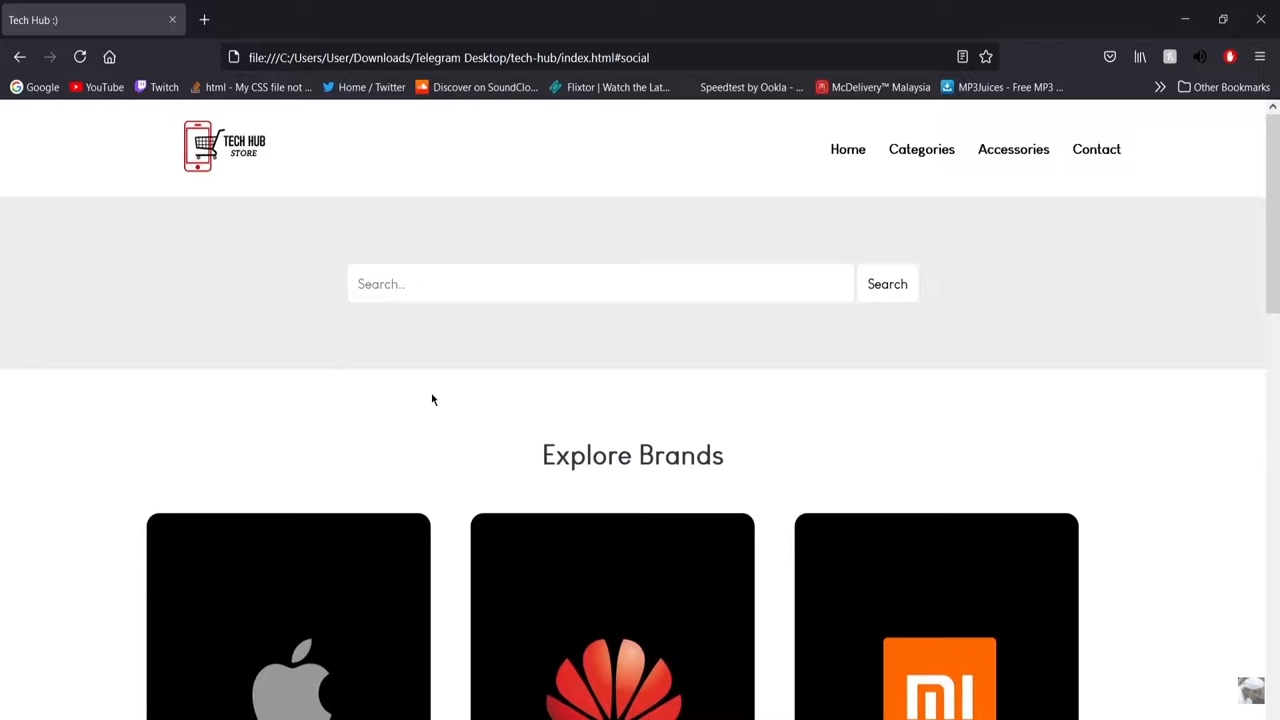 Tech Hub :)
file:///C:/Users/User/Downloads/Telegram Desktop/tech-hub/index.html#social
Google YouTube Twitch html - My CSS file not ... Home / Twitter Discover on SoundClo... Flixtor | Watch the Lat... Speedtest by Ookla - ... McDelivery™ Malaysia MP3Juices - Free MP3 ... Other Bookmarks
TECH HUB
STORE
Home Categories Accessories Contact
Search.. Search
Explore Brands